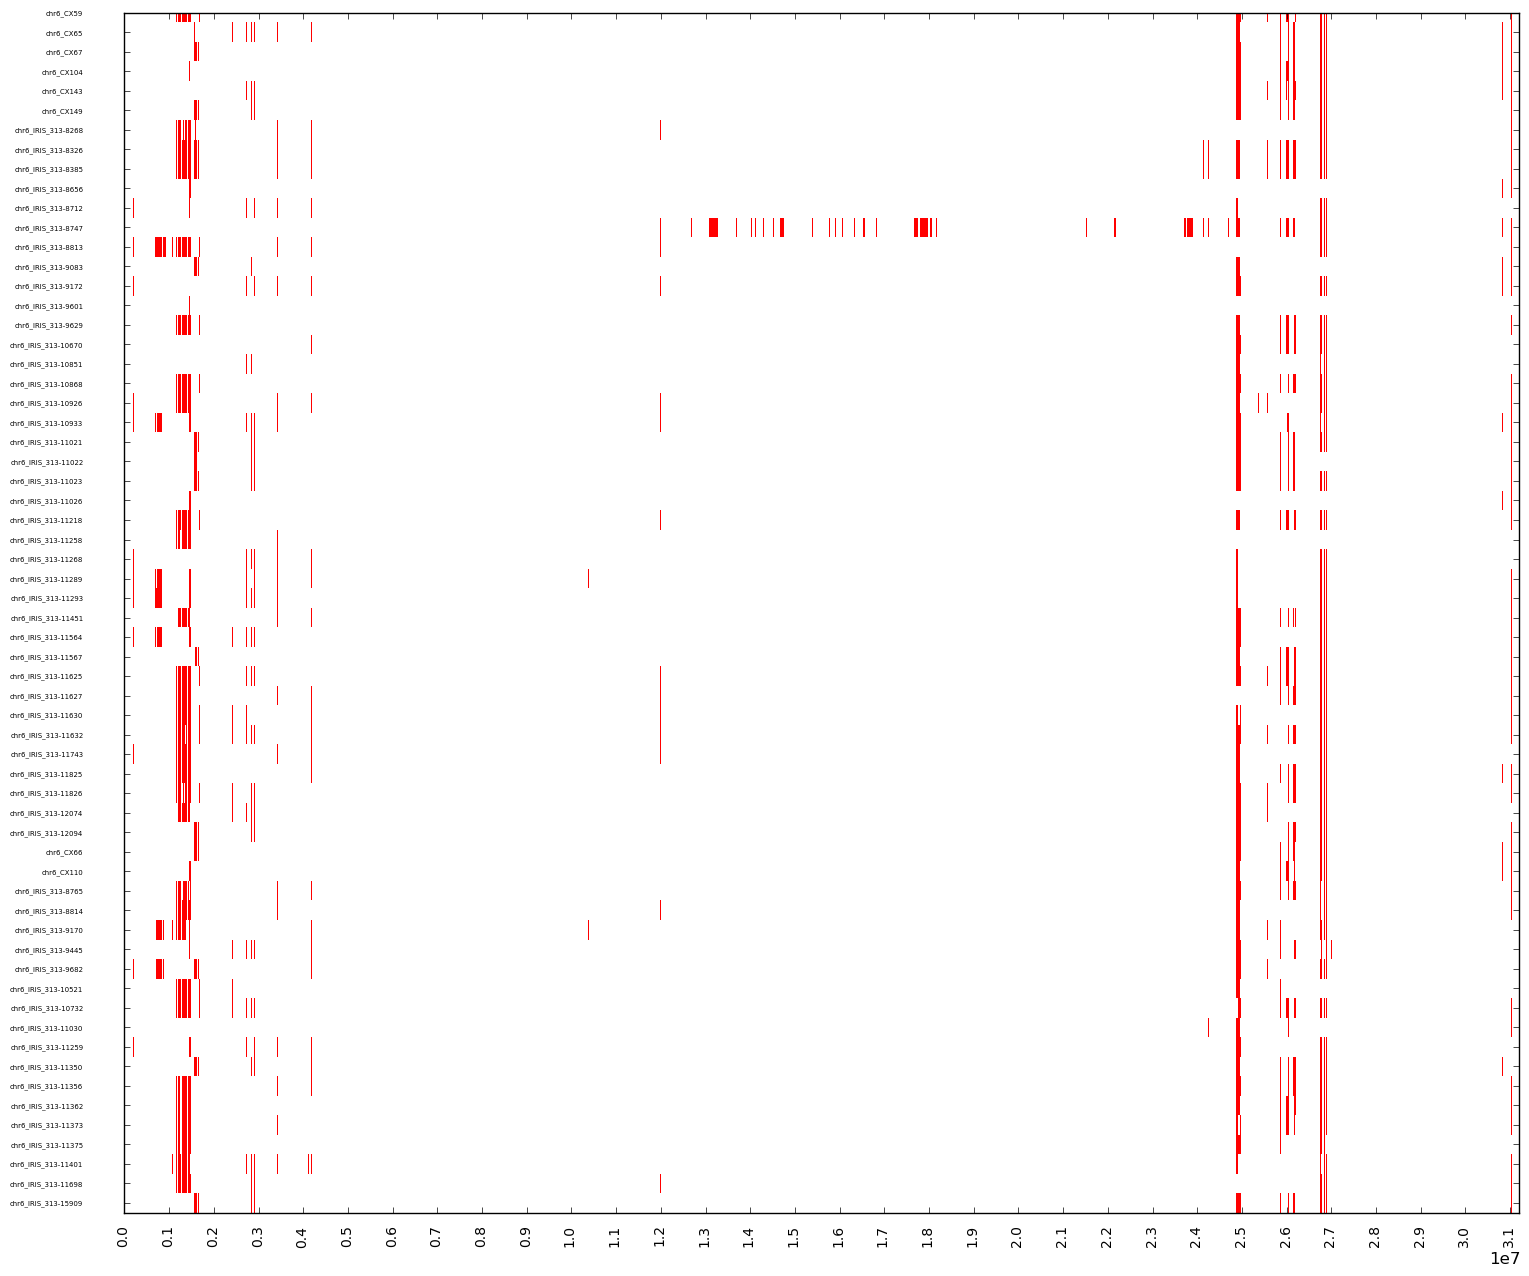 chr6_CX59
chr6_CX65
chr6_CX67
chr6_CX104
chr6_CX143
chr6_CX149
chr6_IRIS_313-8268
chr6_IRIS_313-8326
chr6_IRIS_313-8385
chr6_IRIS_313-8656
chr6_IRIS_313-8712
chr6_IRIS_313-8747
chr6_IRIS_313-8813
chr6_IRIS_313-9083
chr6_IRIS_313-9172
chr6_IRIS_313-9601
chr6_IRIS_313-9629
chr6_IRIS_313-10670
chr6_IRIS_313-10851
chr6_IRIS_313-10868
chr6_IRIS_313-10926
chr6_IRIS_313-10933
chr6_IRIS_313-11021
chr6_IRIS_313-11022
chr6_IRIS_313-11023
chr6_IRIS_313-11026
chr6_IRIS_313-11218
chr6_IRIS_313-11258
chr6_IRIS_313-11268
chr6_IRIS_313-11289
chr6_IRIS_313-11293
chr6_IRIS_313-11451
chr6_IRIS_313-11564
chr6_IRIS_313-11567
chr6_IRIS_313-11625
chr6_IRIS_313-11627
chr6_IRIS_313-11630
chr6_IRIS_313-11632
chr6_IRIS_313-11743
chr6_IRIS_313-11825
chr6_IRIS_313-11826
chr6_IRIS_313-12074
chr6_IRIS_313-12094
chr6_CX66
chr6_CX110
chr6_IRIS_313-8765
chr6_IRIS_313-8814
chr6_IRIS_313-9170
chr6_IRIS_313-9445
chr6_IRIS_313-9682
chr6_IRIS_313-10521
chr6_IRIS_313-10732
chr6_IRIS_313-11030
chr6_IRIS_313-11259
chr6_IRIS_313-11350
chr6_IRIS_313-11356
chr6_IRIS_313-11362
chr6_IRIS_313-11373
chr6_IRIS_313-11375
chr6_IRIS_313-11401
chr6_IRIS_313-11698
chr6_IRIS_313-15909
0.0 0.1 0.2 0.3 0.4 0.5 0.6 0.7 0.8 0.9 1.0 1.1 1.2 1.3 1.4 1.5 1.6 1.7 1.8 1.9 2.0 2.1 2.2 2.3 2.4 2.5 2.6 2.7 2.8 2.9 3.0 3.1
1e7